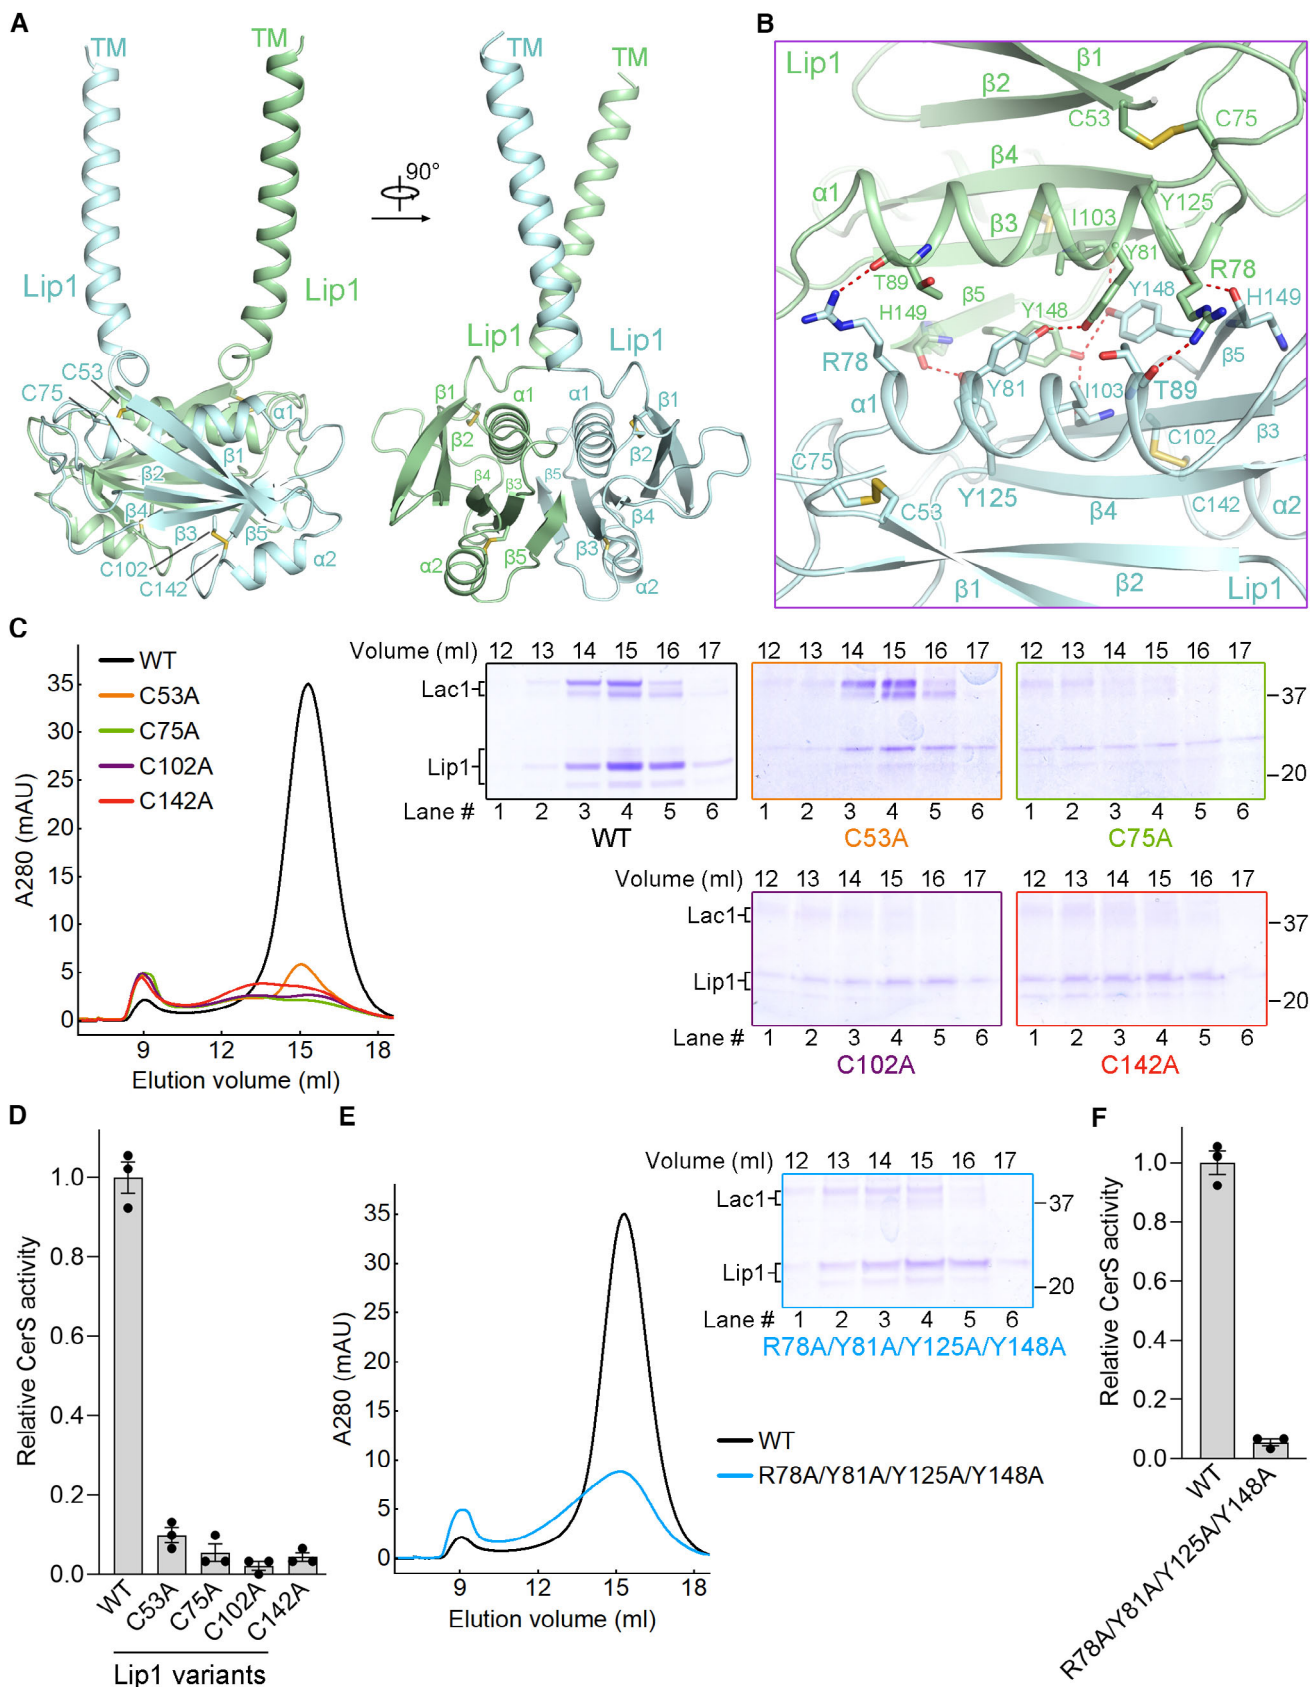 A
TM
TM
90°
TM
TM
Lip1
Lip1
Lip1
Lip1
C53
C75
α1
β1
β2
β4
β3
β5
C102
C142
α2
β1
α1
α1
β1
β2
β2
β4
β5
β3
β4
β3
α2
β5
α2
B
Lip1
β1
β2
C53
C75
β4
α1
Y125
β3
I103
Y81
R78
T89
H149
β5
Y148
Y148
H149
R78
β5
Y81
I103
T89
α1
C102
β3
C75
Y125
C53
β4
C142
α2
β1
β2
Lip1
C
WT
C53A
C75A
C102A
C142A
A280 (mAU)
35
30
25
20
15
10
5
0
9 12 15 18
Elution volume (ml)
Volume (ml) 12 13 14 15 16 17
12 13 14 15 16 17
12 13 14 15 16 17
Lac1
37
Lip1
20
Lane # 1 2 3 4 5 6
1 2 3 4 5 6
1 2 3 4 5 6
WT
C53A
C75A
Volume (ml) 12 13 14 15 16 17
12 13 14 15 16 17
Lac1
37
Lip1
20
Lane # 1 2 3 4 5 6
1 2 3 4 5 6
C102A
C142A
D
Relative CerS activity
1.0
0.8
0.6
0.4
0.2
0.0
WT
C53A
C75A
C102A
C142A
Lip1 variants
E
A280 (mAU)
35
30
25
20
15
10
5
0
9 12 15 18
Elution volume (ml)
Volume (ml) 12 13 14 15 16 17
Lac1
37
Lip1
20
Lane # 1 2 3 4 5 6
R78A/Y81A/Y125A/Y148A
WT
R78A/Y81A/Y125A/Y148A
F
Relative CerS activity
1.0
0.8
0.6
0.4
0.2
0.0
WT
R78A/Y81A/Y125A/Y148A